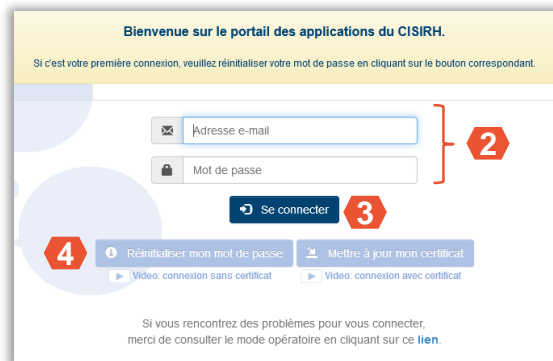 Bienvenue sur le portail des applications du CISIRH.
Si c'est votre première connexion, veuillez réinitialiser votre mot de passe en cliquant sur le bouton correspondant.
Adresse e-mail
2
Mot de passe
Se connecter
3
4
Réinitialiser mon mot de passe
Mettre à jour mon certificat
Video: connexion sans certificat
Video: connexion avec certificat
Si vous rencontrez des problèmes pour vous connecter,
merci de consulter le mode opératoire en cliquant sur ce lien.